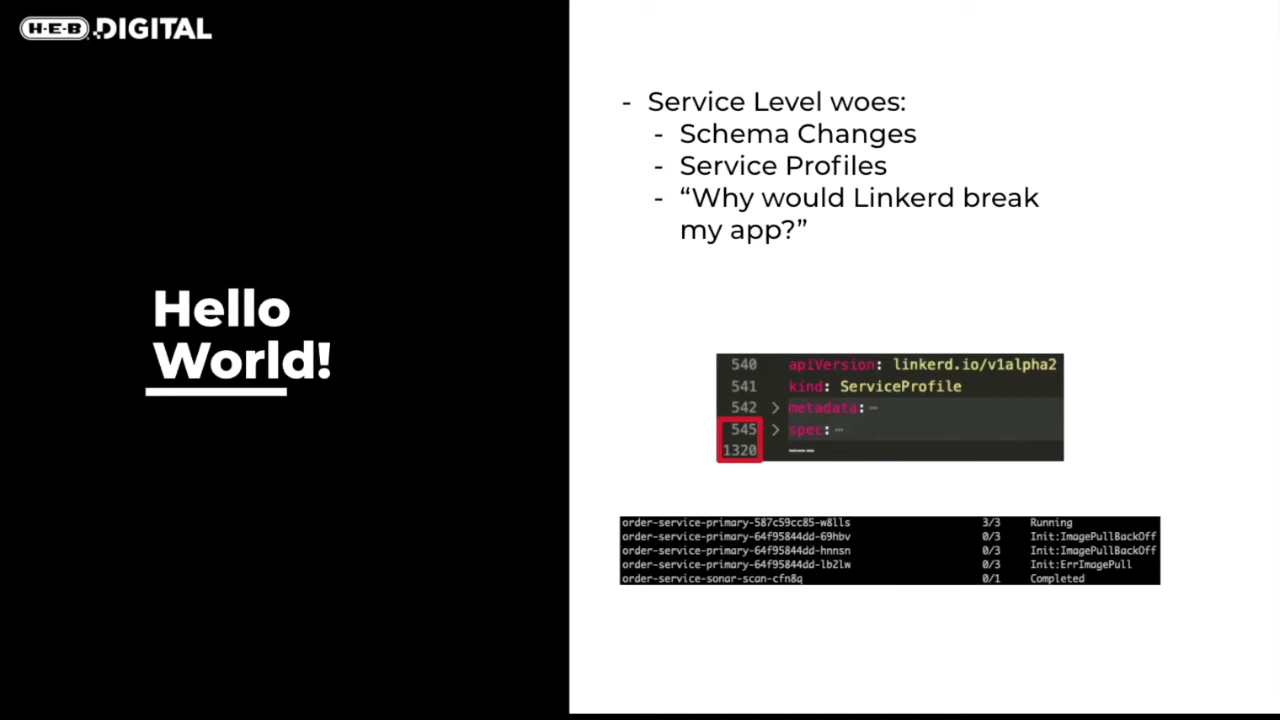 H-E-B DIGITAL
Hello
World!
- Service Level woes:
- Schema Changes
- Service Profiles
- “Why would Linkerd break
my app?”
540 apiVersion: linkerd.io/v1alpha2
541 kind: ServiceProfile
542 > metadata: –
545 > spec: –
1320 ---
order-service-primary-587c59cc85-w8lls 3/3 Running
order-service-primary-64f95844dd-69hbv 0/3 Init:ImagePullBackOff
order-service-primary-64f95844dd-hnnsn 0/3 Init:ImagePullBackOff
order-service-primary-64f95844dd-lb2lw 0/3 Init:ErrImagePull
order-service-sonar-scan-cfn8q 0/1 Completed